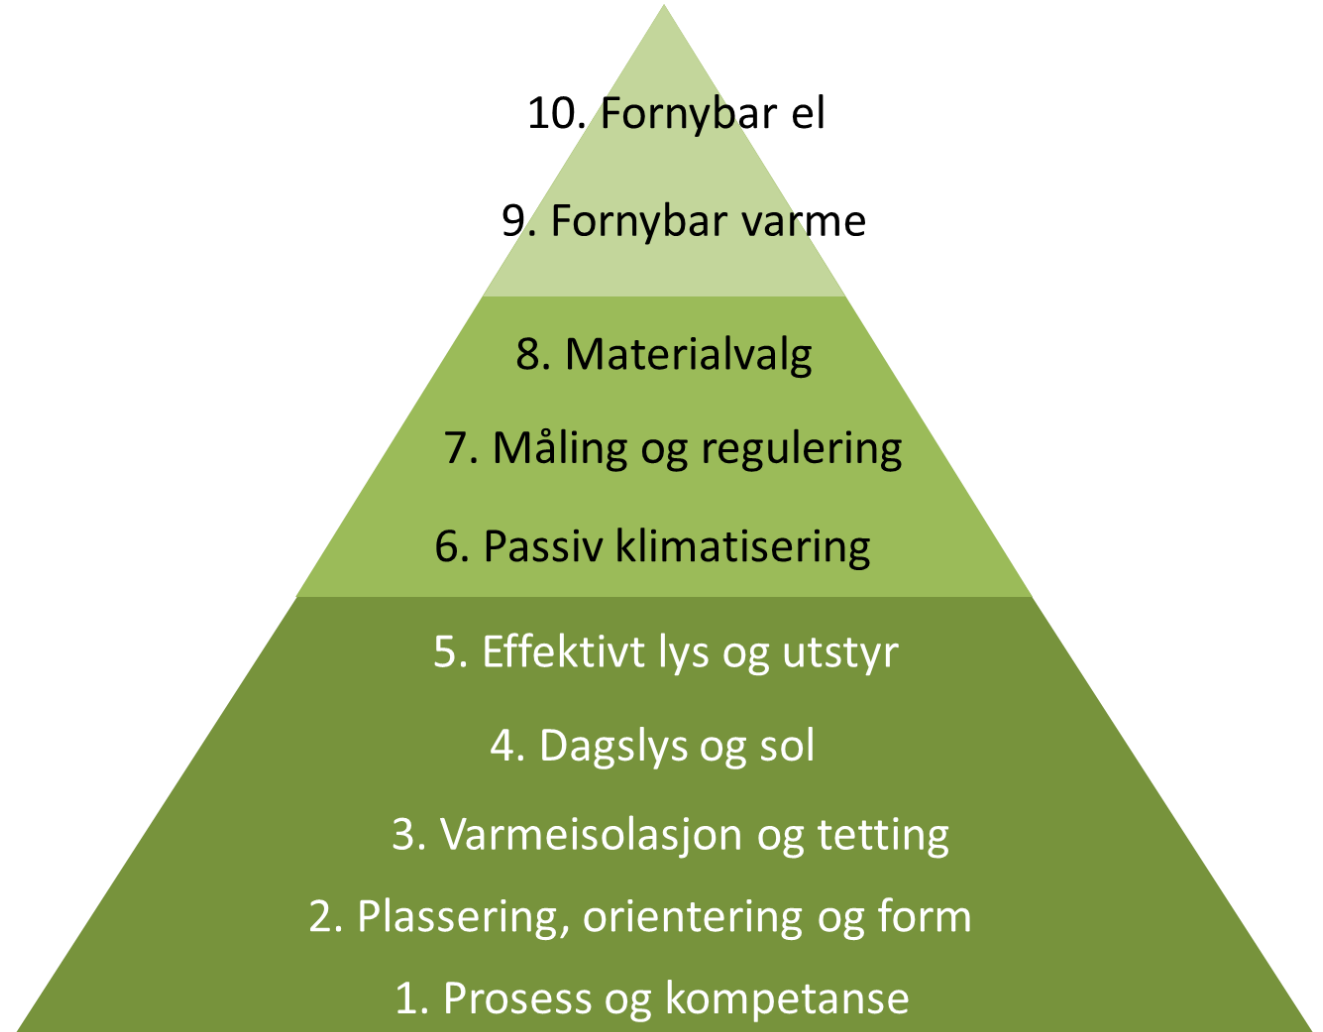 10. Fornybar el
9. Fornybar varme
8. Materialvalg
7. Måling og regulering
6. Passiv klimatisering
5. Effektivt lys og utstyr
4. Dagslys og sol
3. Varmeisolasjon og tetting
2. Plassering, orientering og form
1. Prosess og kompetanse